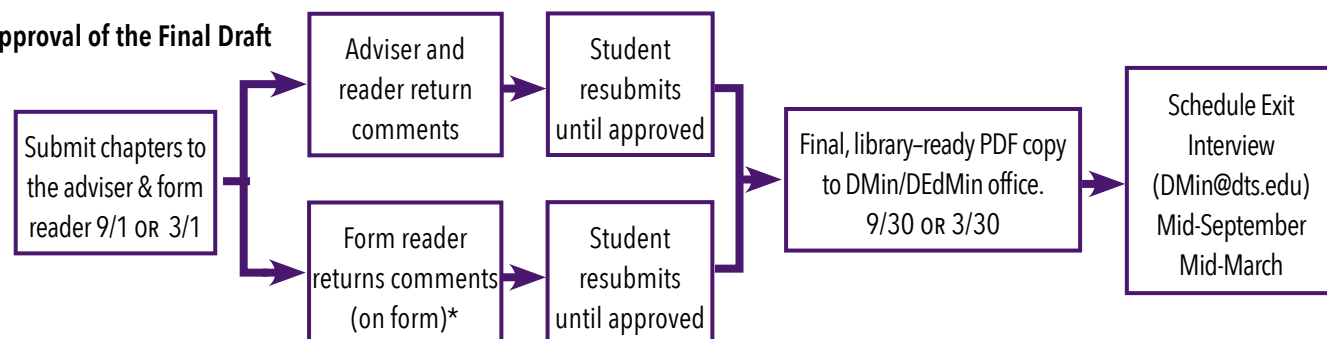 pproval of the Final Draft
Submit chapters to
the adviser & form
reader 9/1 OR 3/1
Adviser and
reader return
comments
Student
resubmits
until approved
Form reader
returns comments
(on form)*
Student
resubmits
until approved
Final, library–ready PDF copy
to DMin/DEdMin office.
9/30 OR 3/30
Schedule Exit
Interview
(DMin@dts.edu)
Mid-September
Mid-March